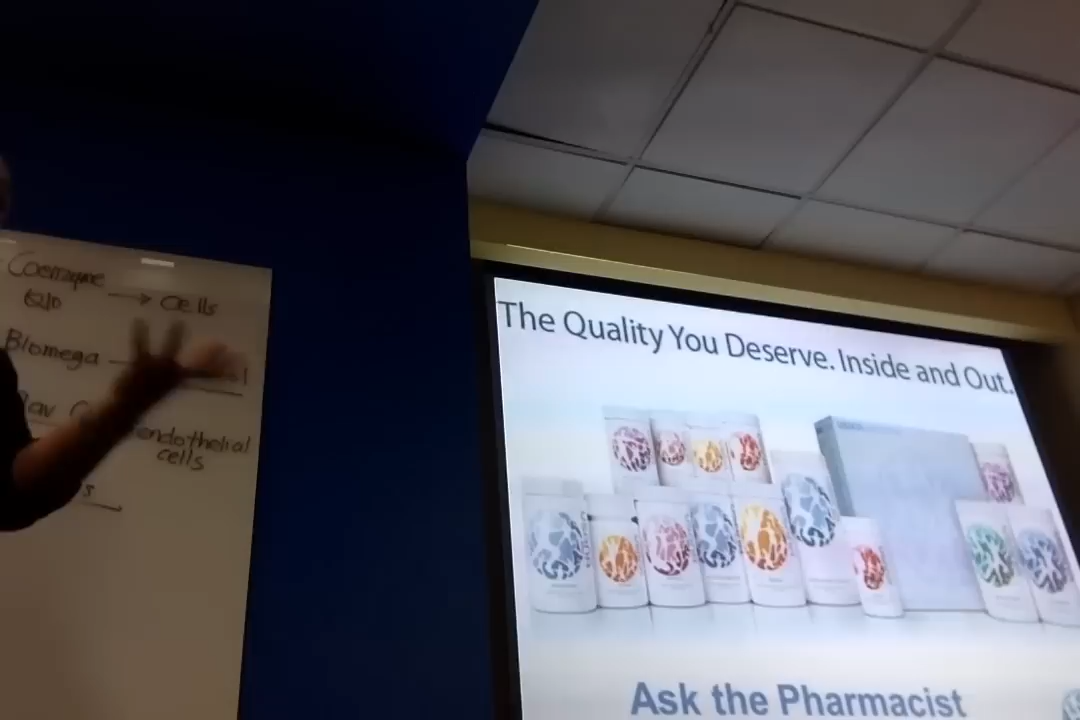 Coenzyme
Q10 → cells
Biomega
endothelial
cells
The Quality You Deserve. Inside and Out.
Ask the Pharmacist